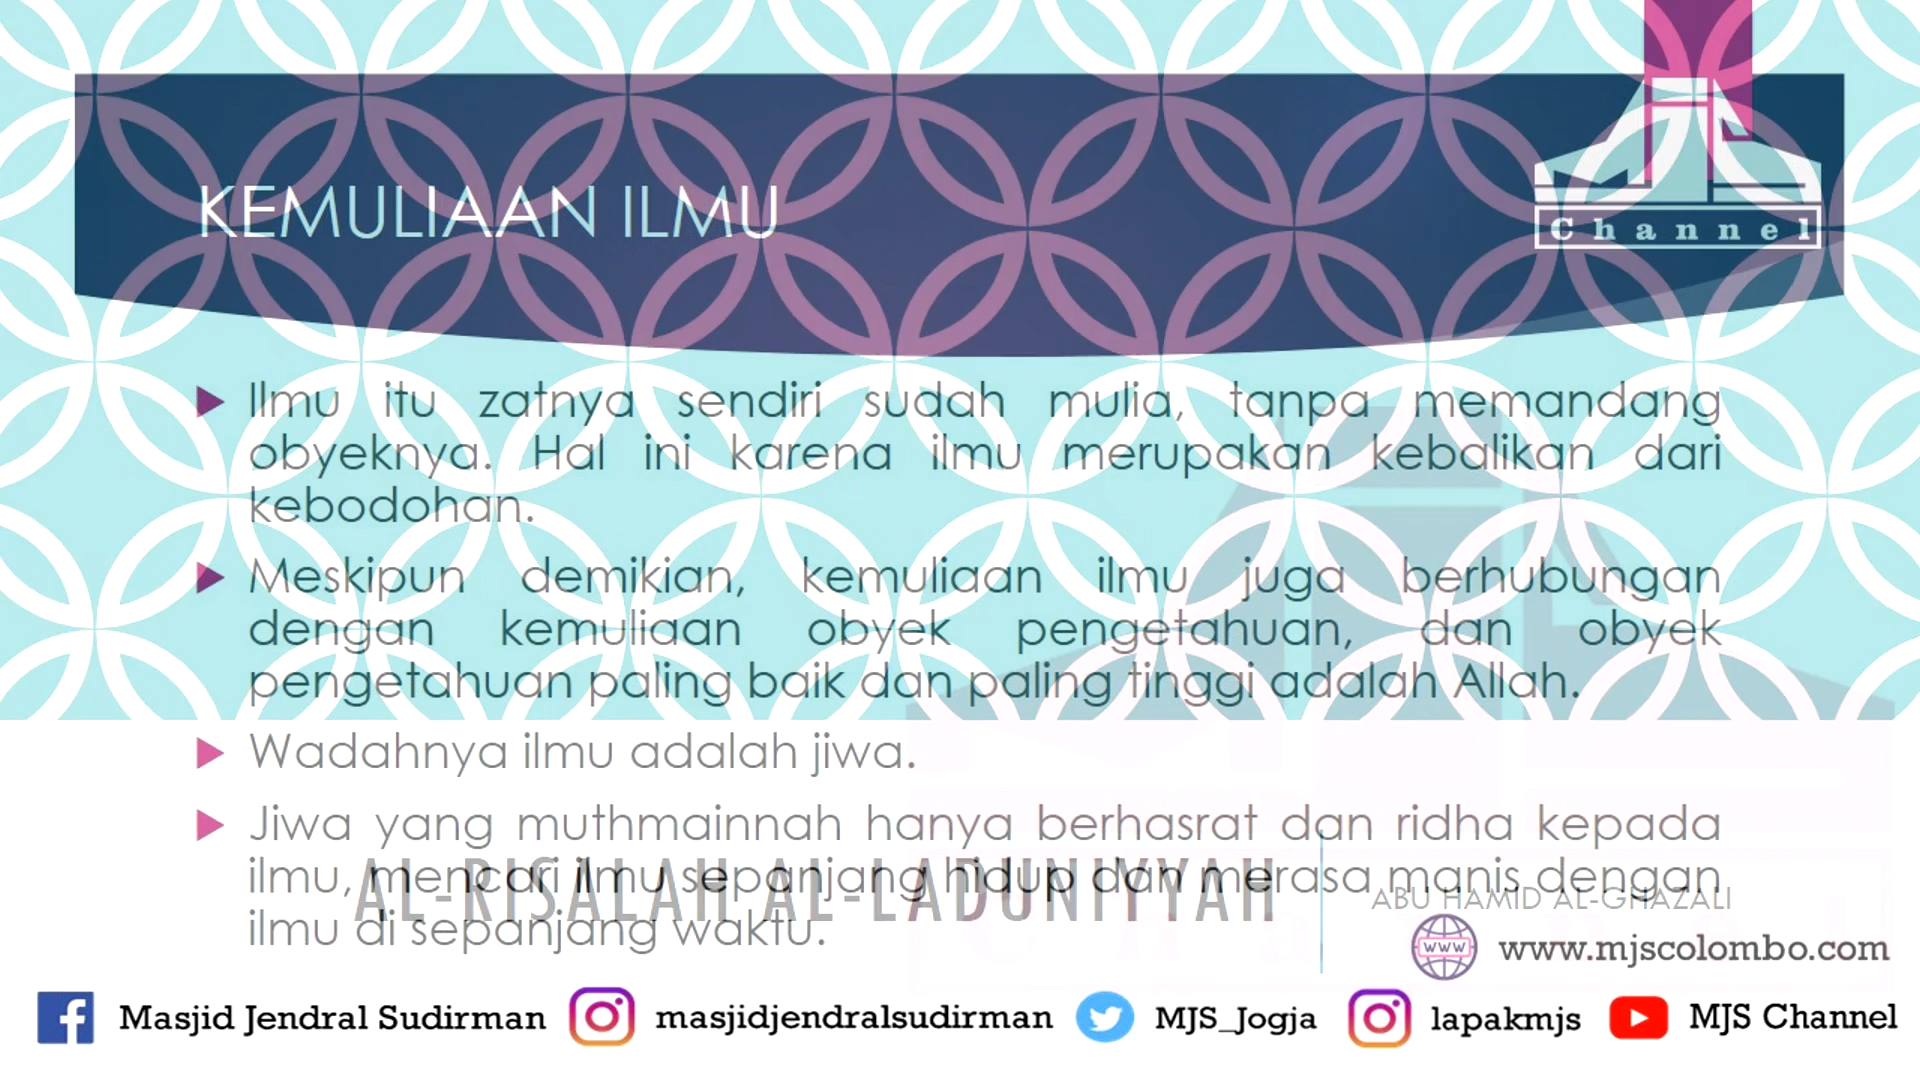 KEMULIAAN ILMU
Channel
Ilmu itu zatnya sendiri sudah mulia, tanpa memandang
obyeknya. Hal ini karena ilmu merupakan kebalikan dari
kebodohan.
Meskipun demikian, kemuliaan ilmu juga berhubungan
dengan kemuliaan obyek pengetahuan, dan obyek
pengetahuan paling baik dan paling tinggi adalah Allah.
Wadahnya ilmu adalah jiwa.
Jiwa yang muthmainnah hanya berhasrat dan ridha kepada
ilmu, mencari ilmu sepanjang hidup dan merasa manis dengan
ilmu di sepanjang waktu.
AL-RISALAH AL-LADUNIYYAH
ABU HAMID AL-GHAZALI
www
www.mjscolombo.com
Masjid Jendral Sudirman
masjidjendralsudirman
MJS_Jogja
lapakmjs
MJS Channel